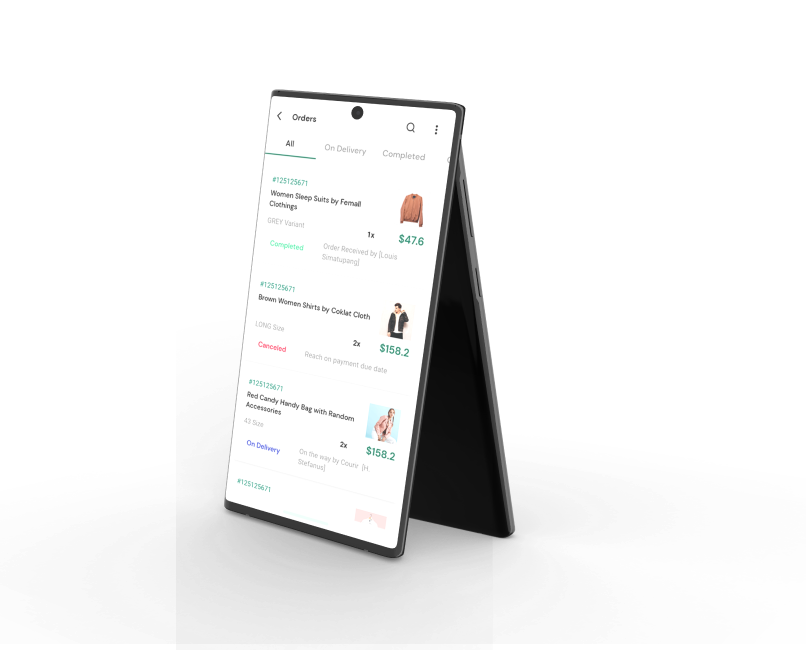 Orders
All On Delivery Completed
#125125671
Women Sleep Suits by Femall
Clothings
GREY Variant
1x
$47.6
Completed
Order Received by [Louis
Simatupang]
#125125671
Brown Women Shirts by Coklat Cloth
LONG Size
2x
$158.2
Canceled
Reach on payment due date
#125125671
Red Candy Handy Bag with Random
Accessories
43 Size
2x
$158.2
On Delivery
On the way by Courir [H.
Stefanus]
#125125671